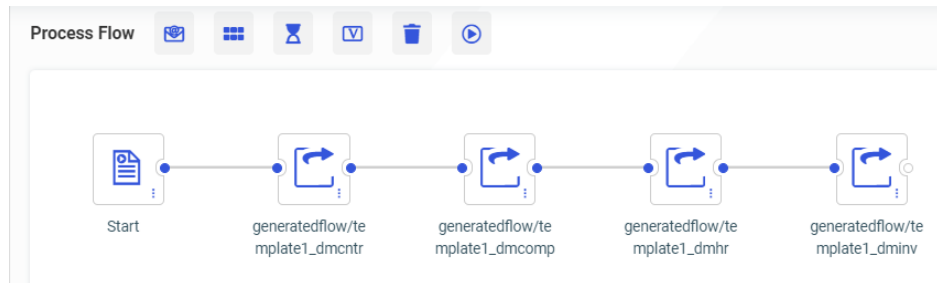 Process Flow
V
Start
generatedflow/te
mplate1_dmcntr
generatedflow/te
mplate1_dmcomp
generatedflow/te
mplate1_dmhr
generatedflow/te
mplate1_dminv